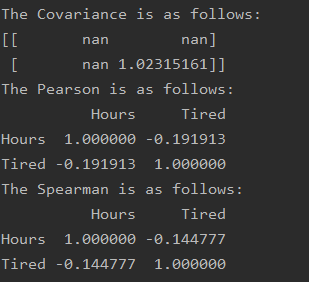 The Covariance is as follows:
[[       nan        nan]
 [       nan 1.02315161]]
The Pearson is as follows:
          Hours     Tired
Hours  1.000000 -0.191913
Tired -0.191913  1.000000
The Spearman is as follows:
          Hours     Tired
Hours  1.000000 -0.144777
Tired -0.144777  1.000000